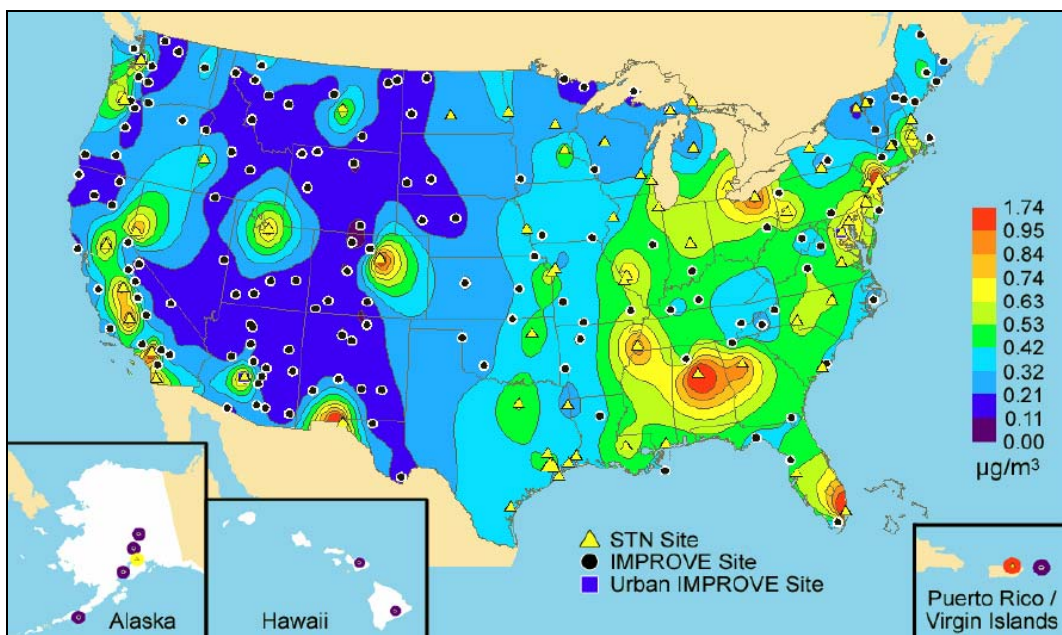 1.74
0.95
0.84
0.74
0.63
0.53
0.42
0.32
0.21
0.11
0.00
µg/m³
STN Site
IMPROVE Site
Urban IMPROVE Site
Alaska
Hawaii
Puerto Rico /
Virgin Islands